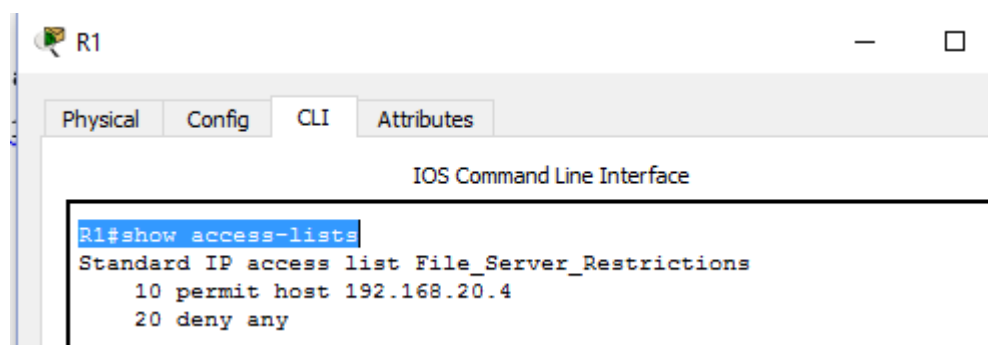 R1
Physical Config CLI Attributes
IOS Command Line Interface
R1#show access-lists
Standard IP access list File_Server_Restrictions
10 permit host 192.168.20.4
20 deny any